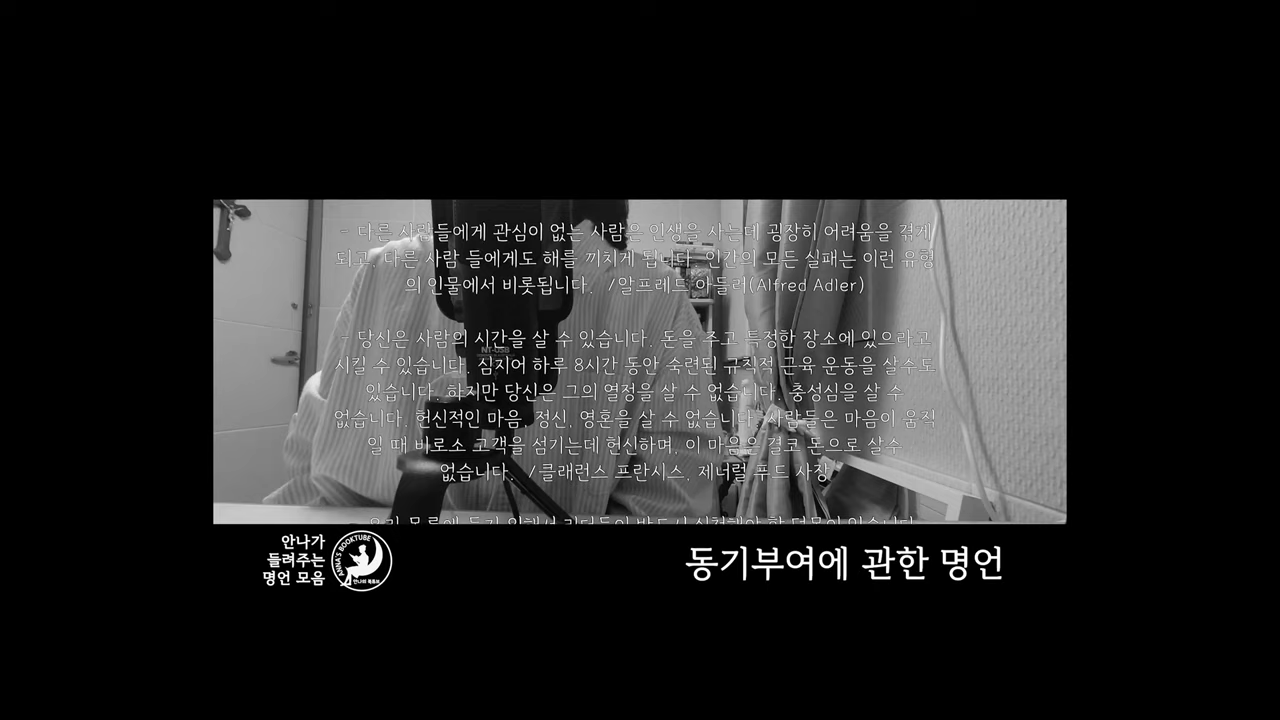 - 다른 사람들에게 관심이 없는 사람은 인생을 사는데 굉장히 어려움을 겪게
되고, 다른 사람 들에게도 해를 끼치게 됩니다. 인간의 모든 실패는 이런 유형
의 인물에서 비롯됩니다. /알프레드 아들러(Alfred Adler)
- 당신은 사람의 시간을 살 수 있습니다. 돈을 주고 특정한 장소에 있으라고
시킬 수 있습니다. 심지어 하루 8시간 동안 숙련된 규칙적 근육 운동을 살수도
있습니다. 하지만 당신은 그의 열정을 살 수 없습니다. 충성심을 살 수
없습니다. 헌신적인 마음, 정신, 영혼을 살 수 없습니다. 사람들은 마음이 움직
일 때 비로소 고객을 섬기는데 헌신하며, 이 마음은 결코 돈으로 살수
없습니다. /클래런스 프란시스, 제너럴 푸드 사장
안나가
들려주는
명언 모음
ANNA'S BOOKTUBE
동기부여에 관한 명언